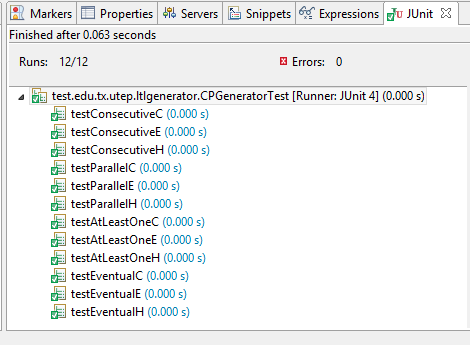 Markers Properties Servers Snippets Expressions JUnit
Finished after 0.063 seconds
Runs: 12/12 Errors: 0
test.edu.tx.utep.ltlgenerator.CPGeneratorTest [Runner: JUnit 4] (0.000 s)
testConsecutiveC (0.000 s)
testConsecutiveE (0.000 s)
testConsecutiveH (0.000 s)
testParallelC (0.000 s)
testParallelE (0.000 s)
testParallelH (0.000 s)
testAtLeastOneC (0.000 s)
testAtLeastOneE (0.000 s)
testAtLeastOneH (0.000 s)
testEventualC (0.000 s)
testEventualE (0.000 s)
testEventualH (0.000 s)